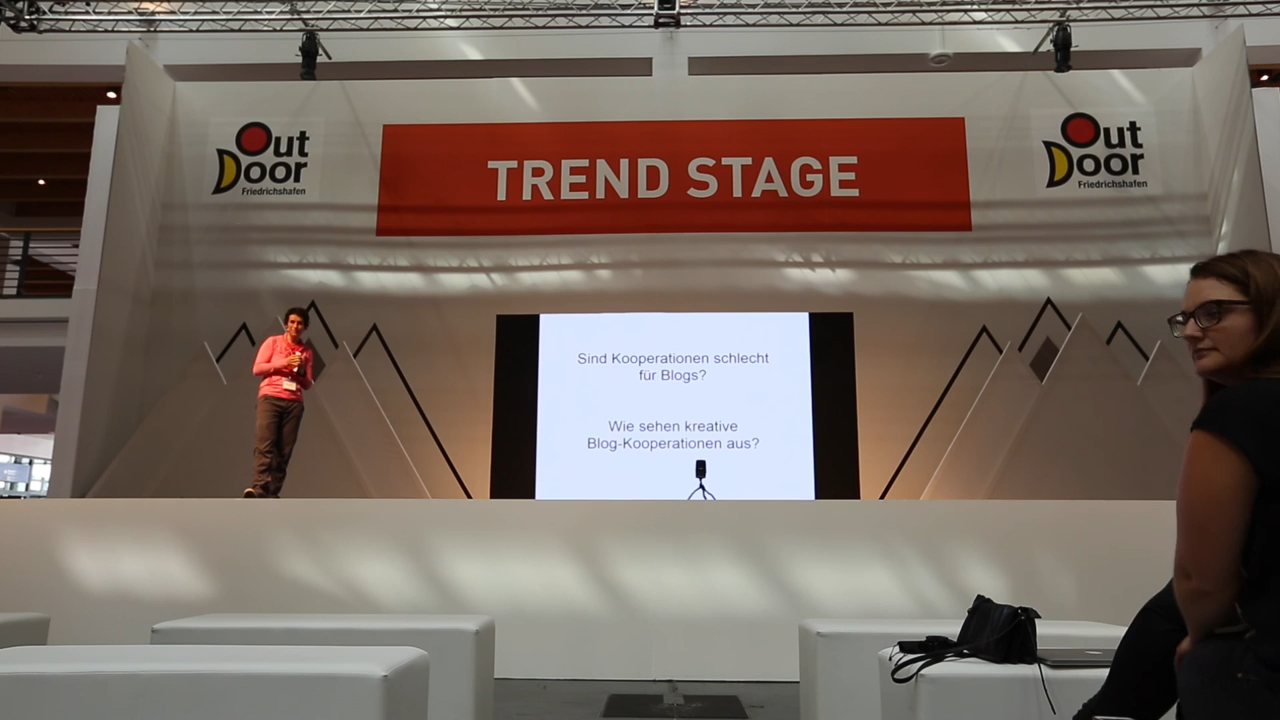 Out
Door
Friedrichshafen
TREND STAGE
Out
Door
Friedrichshafen
Sind Kooperationen schlecht
für Blogs?
Wie sehen kreative
Blog-Kooperationen aus?